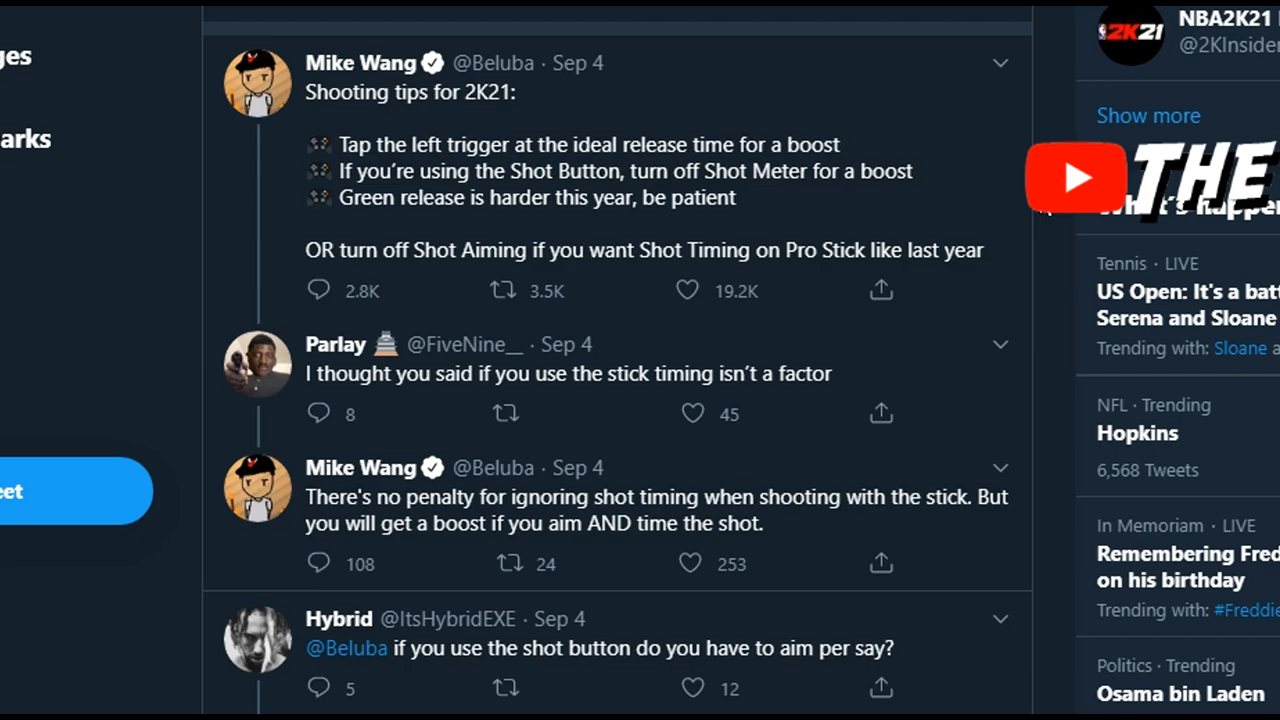 ges
arks
eet
Mike Wang @Beluba · Sep 4
Shooting tips for 2K21:
Tap the left trigger at the ideal release time for a boost
If you’re using the Shot Button, turn off Shot Meter for a boost
Green release is harder this year, be patient
OR turn off Shot Aiming if you want Shot Timing on Pro Stick like last year
2.8K 3.5K 19.2K
Parlay @FiveNine__ · Sep 4
I thought you said if you use the stick timing isn’t a factor
8 45
Mike Wang @Beluba · Sep 4
There's no penalty for ignoring shot timing when shooting with the stick. But
you will get a boost if you aim AND time the shot.
108 24 253
Hybrid @ItsHybridEXE · Sep 4
@Beluba if you use the shot button do you have to aim per say?
5 12
2K21
NBA2K21
@2KInsider
Show more
THE
What's happen
Tennis · LIVE
US Open: It's a batt
Serena and Sloane
Trending with: Sloane a
NFL · Trending
Hopkins
6,568 Tweets
In Memoriam · LIVE
Remembering Fred
on his birthday
Trending with: #Freddie
Politics · Trending
Osama bin Laden